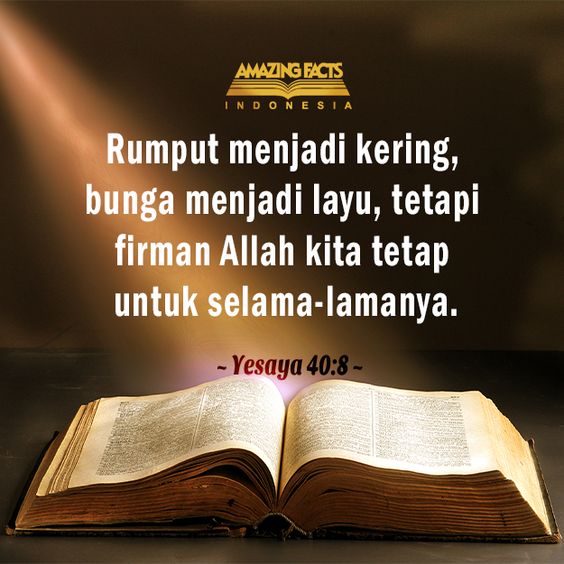 AMAZING FACTS
INDONESIA
Rumput menjadi kering,
bunga menjadi layu, tetapi
firman Allah kita tetap
untuk selama-lamanya.
~ Yesaya 40:8 ~